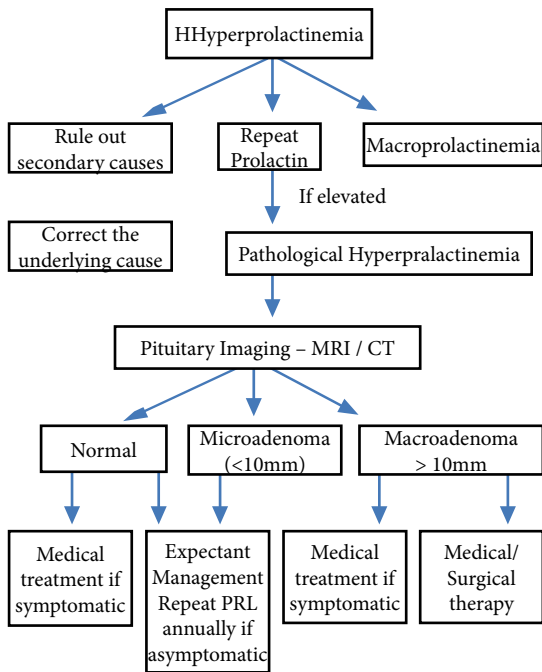 HHyperprolactinemia
Rule out
secondary causes
Repeat
Prolactin
Macroprolactinemia
If elevated
Correct the
underlying cause
Pathological Hyperpralactinemia
Pituitary Imaging – MRI / CT
Normal
Microadenoma
(<10mm)
Macroadenoma
> 10mm
Medical
treatment if
symptomatic
Expectant
Management
Repeat PRL
annually if
asymptomatic
Medical
treatment if
symptomatic
Medical/
Surgical
therapy